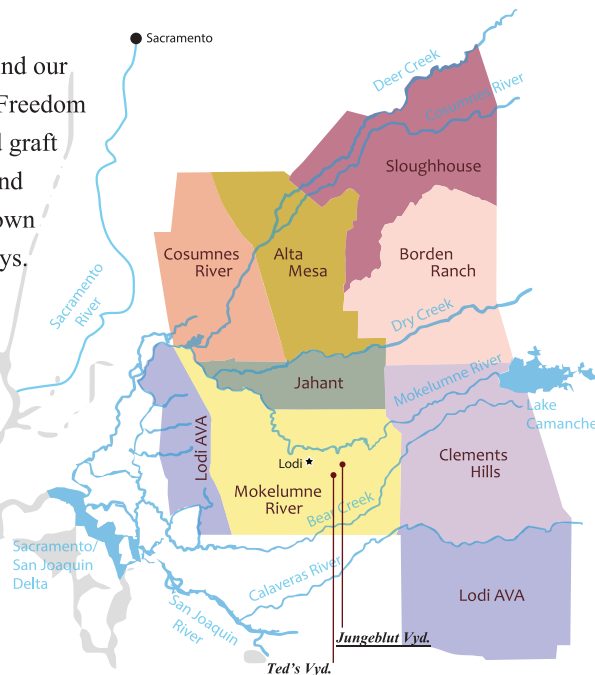 Sacramento
nd our
Freedom
graft
nd
own
ys.
Deer Creek
Cosumnes River
Sloughhouse
Cosumnes
River
Alta
Mesa
Borden
Ranch
Sacramento
River
Dry Creek
Jahant
Mokelumne River
Lake
Camanche
Lodi AVA
Lodi
Clements
Hills
Mokelumne
River
Bear Creek
Sacramento/
San Joaquin
Delta
Calaveras River
San Joaquin
River
Lodi AVA
Jungeblut Vyd.
Ted's Vyd.